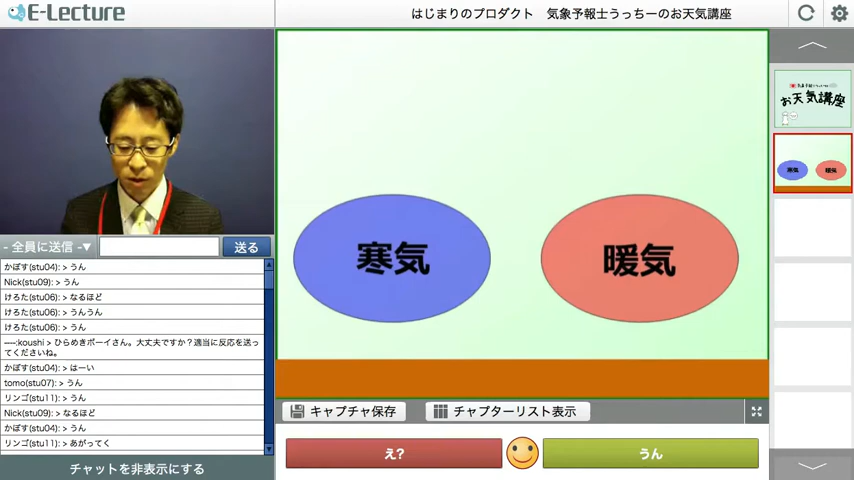 E-Lecture
はじまりのプロダクト 気象予報士うっちーのお天気講座
- 全員に送信 -▼
送る
かぼす(stu04): > うん
Nick(stu09): > うん
けろた(stu06): > なるほど
けろた(stu06): > うんうん
けろた(stu06): > うん
----:koushi > ひらめきボーイさん。大丈夫ですか？適当に反応を送っ
てくださいね。
かぼす(stu04): > はーい
tomo(stu07): > うん
リンゴ(stu11): > うん
Nick(stu09): > なるほど
かぼす(stu04): > うん
リンゴ(stu11): > あがってく
チャットを非表示にする
寒気
暖気
キャプチャ保存
チャプターリスト表示
え?
うん
お天気講座
寒気
暖気